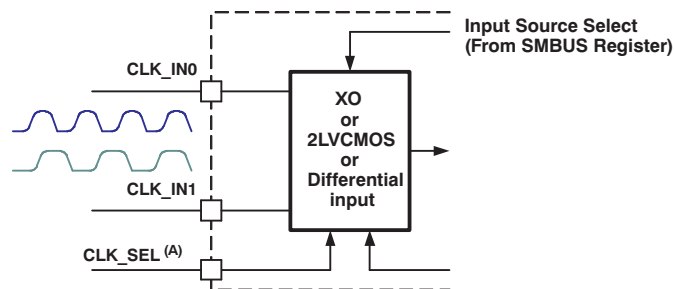 Input Source Select
(From SMBUS Register)
CLK_IN0
XO
or
2LVCMOS
or
Differential
input
CLK_IN1
CLK_SEL (A)